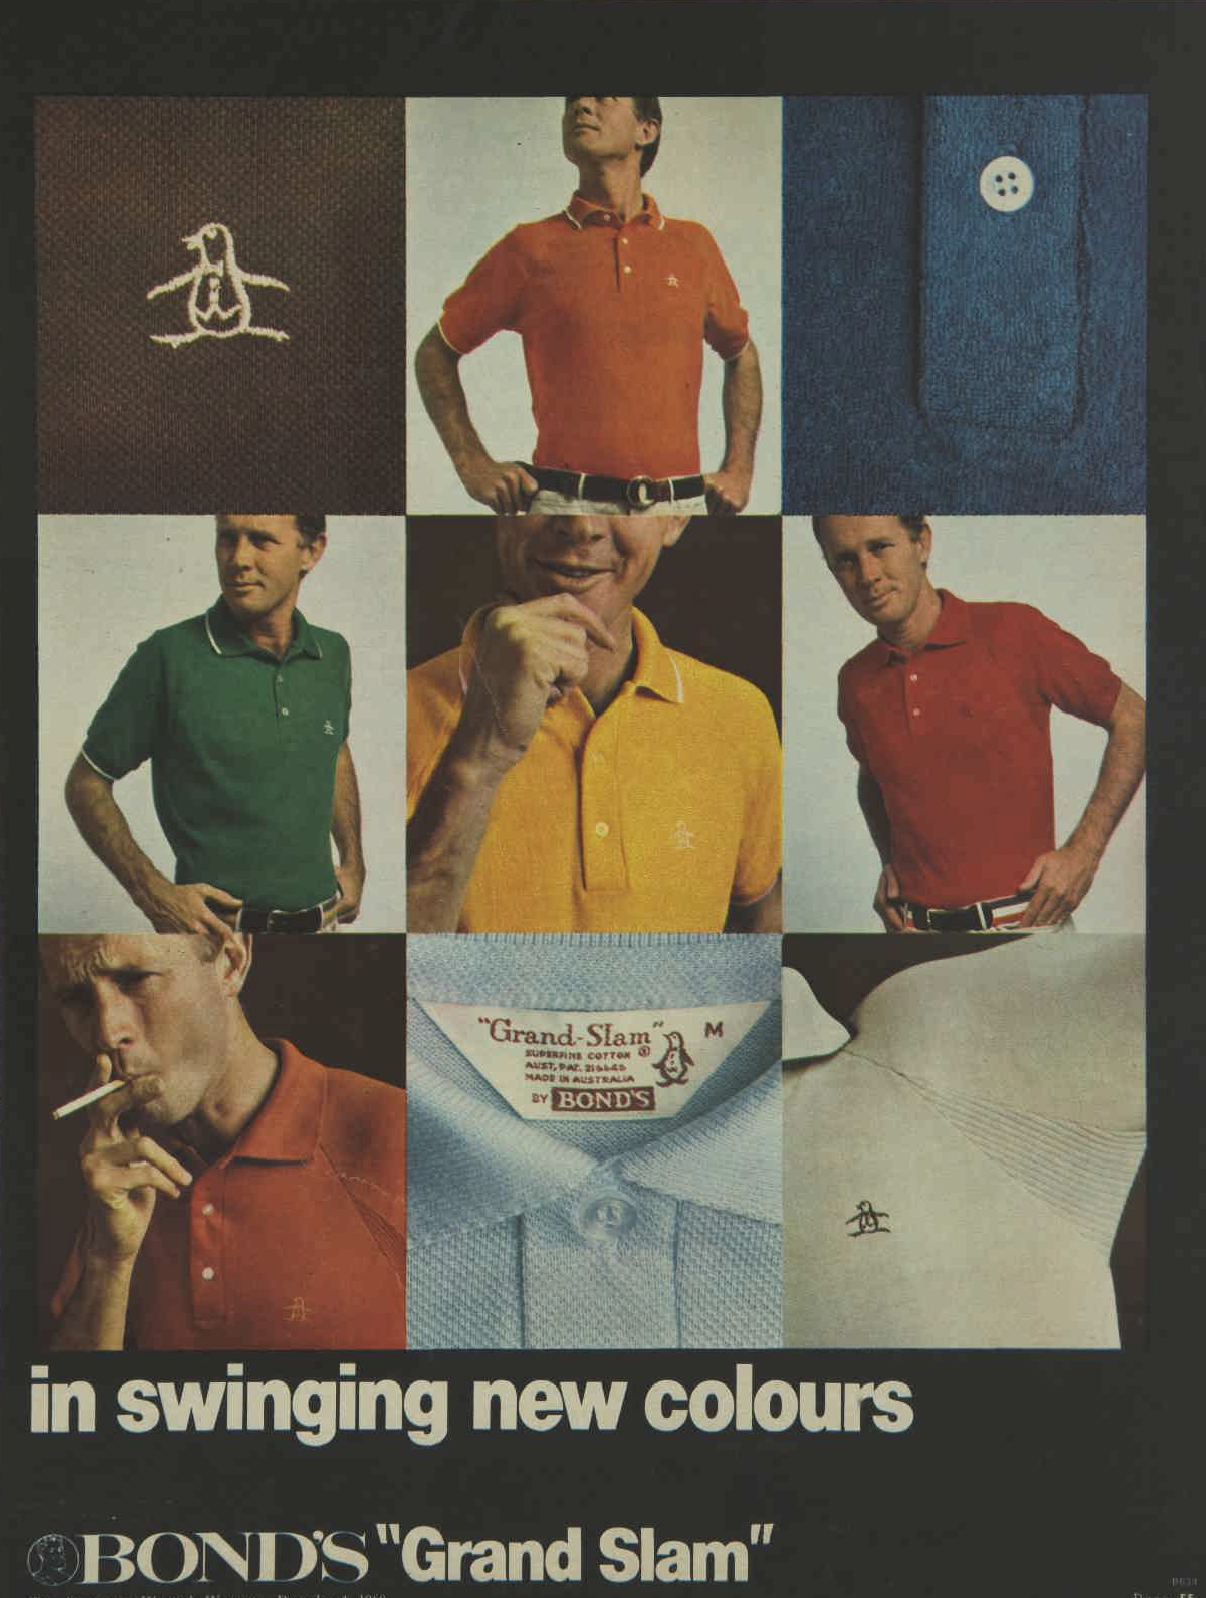 "Grand-Slam" M
SUPERFINE COTTON ®
AUST. PAT. 216645
MADE IN AUSTRALIA
BY BOND'S
in swinging new colours
BOND'S "Grand Slam"